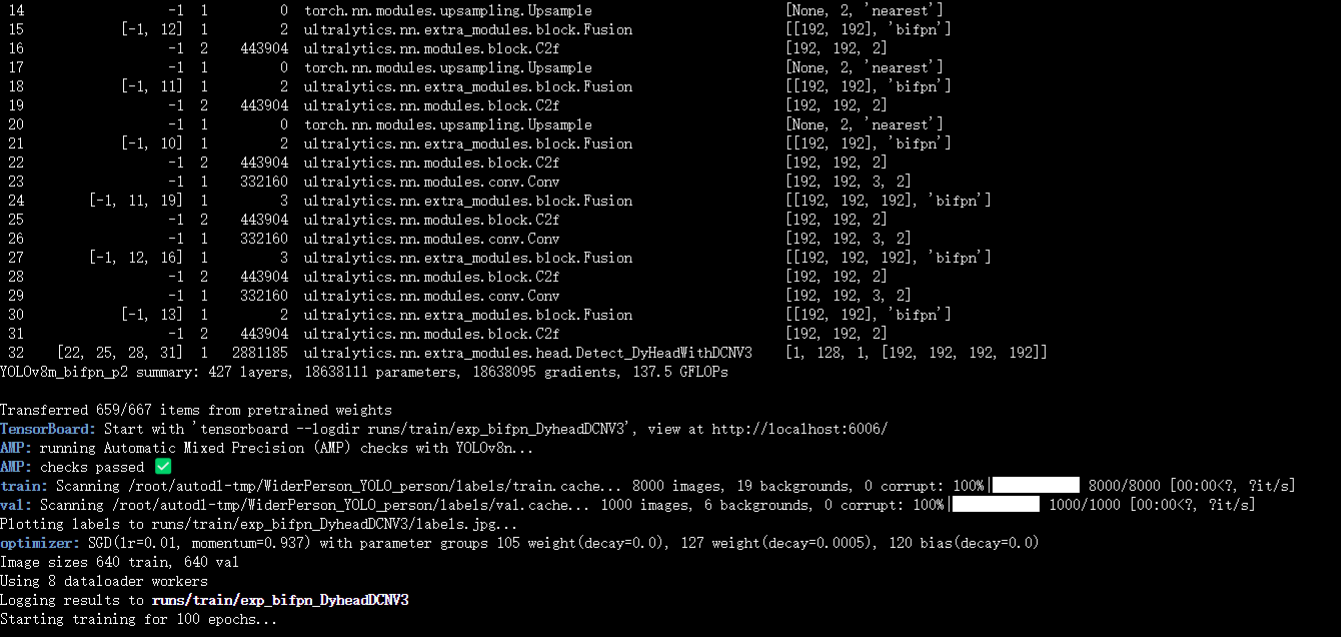 14 -1 1 0 torch.nn.modules.upsampling.Upsample [None, 2, 'nearest']
15 [-1, 12] 1 2 ultralytics.nn.extra_modules.block.Fusion [[192, 192], 'bifpn']
16 -1 2 443904 ultralytics.nn.modules.block.C2f [192, 192, 2]
17 -1 1 0 torch.nn.modules.upsampling.Upsample [None, 2, 'nearest']
18 [-1, 11] 1 2 ultralytics.nn.extra_modules.block.Fusion [[192, 192], 'bifpn']
19 -1 2 443904 ultralytics.nn.modules.block.C2f [192, 192, 2]
20 -1 1 0 torch.nn.modules.upsampling.Upsample [None, 2, 'nearest']
21 [-1, 10] 1 2 ultralytics.nn.extra_modules.block.Fusion [[192, 192], 'bifpn']
22 -1 2 443904 ultralytics.nn.modules.block.C2f [192, 192, 2]
23 -1 1 332160 ultralytics.nn.modules.conv.Conv [192, 192, 3, 2]
24 [-1, 11, 19] 1 3 ultralytics.nn.extra_modules.block.Fusion [[192, 192, 192], 'bifpn']
25 -1 2 443904 ultralytics.nn.modules.block.C2f [192, 192, 2]
26 -1 1 332160 ultralytics.nn.modules.conv.Conv [192, 192, 3, 2]
27 [-1, 12, 16] 1 3 ultralytics.nn.extra_modules.block.Fusion [[192, 192, 192], 'bifpn']
28 -1 2 443904 ultralytics.nn.modules.block.C2f [192, 192, 2]
29 -1 1 332160 ultralytics.nn.modules.conv.Conv [192, 192, 3, 2]
30 [-1, 13] 1 2 ultralytics.nn.extra_modules.block.Fusion [[192, 192], 'bifpn']
31 -1 2 443904 ultralytics.nn.modules.block.C2f [192, 192, 2]
32 [22, 25, 28, 31] 1 2881185 ultralytics.nn.extra_modules.head.Detect_DyHeadWithDCNV3 [1, 128, 1, [192, 192, 192, 192]]
YOLOv8m_bifpn_p2 summary: 427 layers, 18638111 parameters, 18638095 gradients, 137.5 GFLOPs
Transferred 659/667 items from pretrained weights
TensorBoard: Start with 'tensorboard --logdir runs/train/exp_bifpn_DyheadDCNV3', view at http://localhost:6006/
AMP: running Automatic Mixed Precision (AMP) checks with YOLOv8n...
AMP: checks passed ✅
train: Scanning /root/autodl-tmp/WiderPerson_YOLO_person/labels/train.cache... 8000 images, 19 backgrounds, 0 corrupt: 100%|██████████ 8000/8000 [00:00<?, ?it/s]
val: Scanning /root/autodl-tmp/WiderPerson_YOLO_person/labels/val.cache... 1000 images, 6 backgrounds, 0 corrupt: 100%|██████████ 1000/1000 [00:00<?, ?it/s]
Plotting labels to runs/train/exp_bifpn_DyheadDCNV3/labels.jpg...
optimizer: SGD(lr=0.01, momentum=0.937) with parameter groups 105 weight(decay=0.0), 127 weight(decay=0.0005), 120 bias(decay=0.0)
Image sizes 640 train, 640 val
Using 8 dataloader workers
Logging results to runs/train/exp_bifpn_DyheadDCNV3
Starting training for 100 epochs...